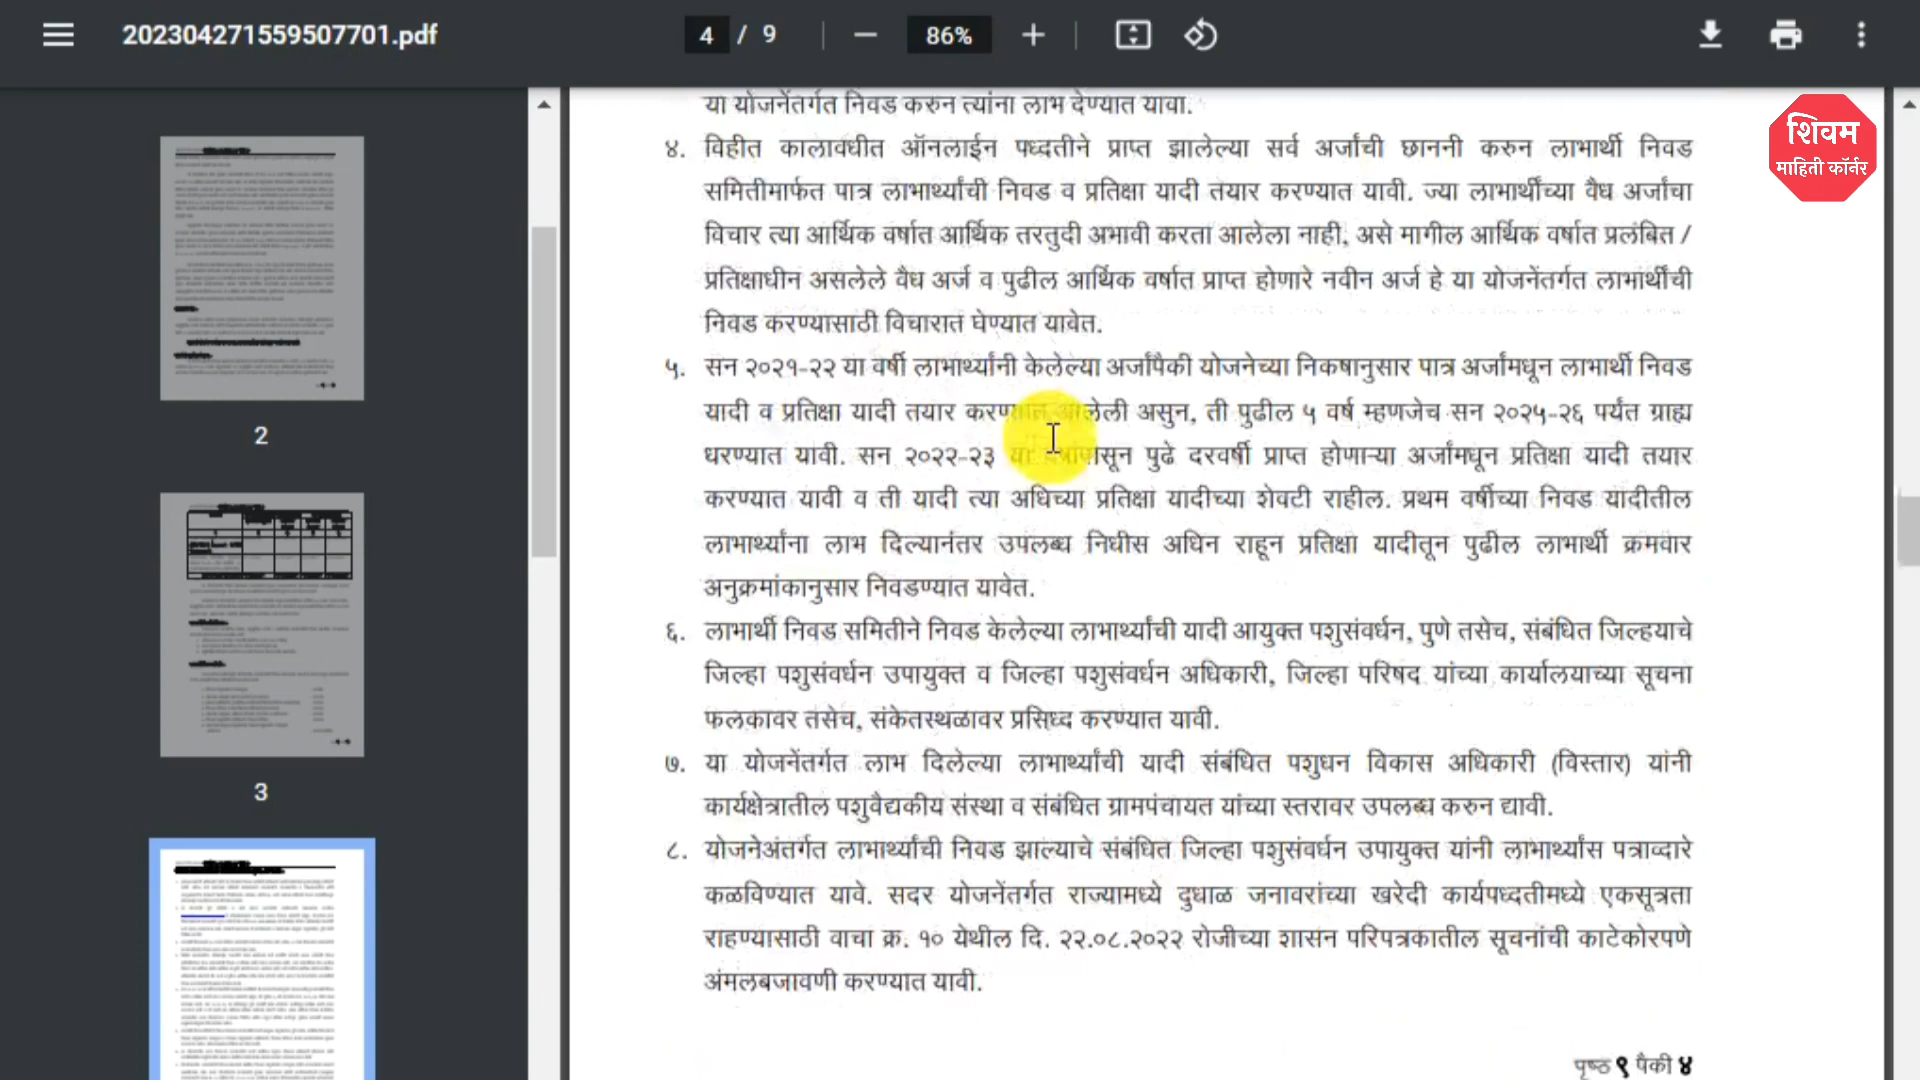 202304271559507701.pdf
4 / 9
86%
शिवम
माहिती कॉर्नर
2
3
या योजनेंतर्गत निवड करुन त्यांना लाभ देण्यात यावा.
४. विहीत कालावधीत ऑनलाईन पध्दतीने प्राप्त झालेल्या सर्व अर्जांची छाननी करुन लाभार्थी निवड
समितीमार्फत पात्र लाभार्थ्यांची निवड व प्रतिक्षा यादी तयार करण्यात यावी. ज्या लाभार्थींच्या वैध अर्जाचा
विचार त्या आर्थिक वर्षात आर्थिक तरतुदी अभावी करता आलेला नाही, असे मागील आर्थिक वर्षात प्रलंबित /
प्रतिक्षाधीन असलेले वैध अर्ज व पुढील आर्थिक वर्षात प्राप्त होणारे नवीन अर्ज हे या योजनेंतर्गत लाभार्थींची
निवड करण्यासाठी विचारात घेण्यात यावेत.
५. सन २०२१-२२ या वर्षी लाभार्थ्यांनी केलेल्या अर्जांपैकी योजनेच्या निकषानुसार पात्र अर्जांमधून लाभार्थी निवड
यादी व प्रतिक्षा यादी तयार करण्यात आलेली असुन, ती पुढील ५ वर्ष म्हणजेच सन २०२५-२६ पर्यंत ग्राह्य
धरण्यात यावी. सन २०२२-२३ या वर्षापासून पुढे दरवर्षी प्राप्त होणाऱ्या अर्जांमधून प्रतिक्षा यादी तयार
करण्यात यावी व ती यादी त्या अधिच्या प्रतिक्षा यादीच्या शेवटी राहील. प्रथम वर्षीच्या निवड यादीतील
लाभार्थ्यांना लाभ दिल्यानंतर उपलब्ध निधीस अधिन राहून प्रतिक्षा यादीतून पुढील लाभार्थी क्रमवार
अनुक्रमांकानुसार निवडण्यात यावेत.
६. लाभार्थी निवड समितीने निवड केलेल्या लाभार्थ्यांची यादी आयुक्त पशुसंवर्धन, पुणे तसेच, संबंधित जिल्हयाचे
जिल्हा पशुसंवर्धन उपायुक्त व जिल्हा पशुसंवर्धन अधिकारी, जिल्हा परिषद यांच्या कार्यालयाच्या सूचना
फलकावर तसेच, संकेतस्थळावर प्रसिध्द करण्यात यावी.
७. या योजनेंतर्गत लाभ दिलेल्या लाभार्थ्यांची यादी संबंधित पशुधन विकास अधिकारी (विस्तार) यांनी
कार्यक्षेत्रातील पशुवैद्यकीय संस्था व संबंधित ग्रामपंचायत यांच्या स्तरावर उपलब्ध करुन द्यावी.
८. योजनेअंतर्गत लाभार्थ्यांची निवड झाल्याचे संबंधित जिल्हा पशुसंवर्धन उपायुक्त यांनी लाभार्थ्यांस पत्राव्दारे
कळविण्यात यावे. सदर योजनेंतर्गत राज्यामध्ये दुधाळ जनावरांच्या खरेदी कार्यपध्दतीमध्ये एकसूत्रता
राहण्यासाठी वाचा क्र. १० येथील दि. २२.०८.२०२२ रोजीच्या शासन परिपत्रकातील सूचनांची काटेकोरपणे
अंमलबजावणी करण्यात यावी.
पृष्ठ ९ पैकी ४